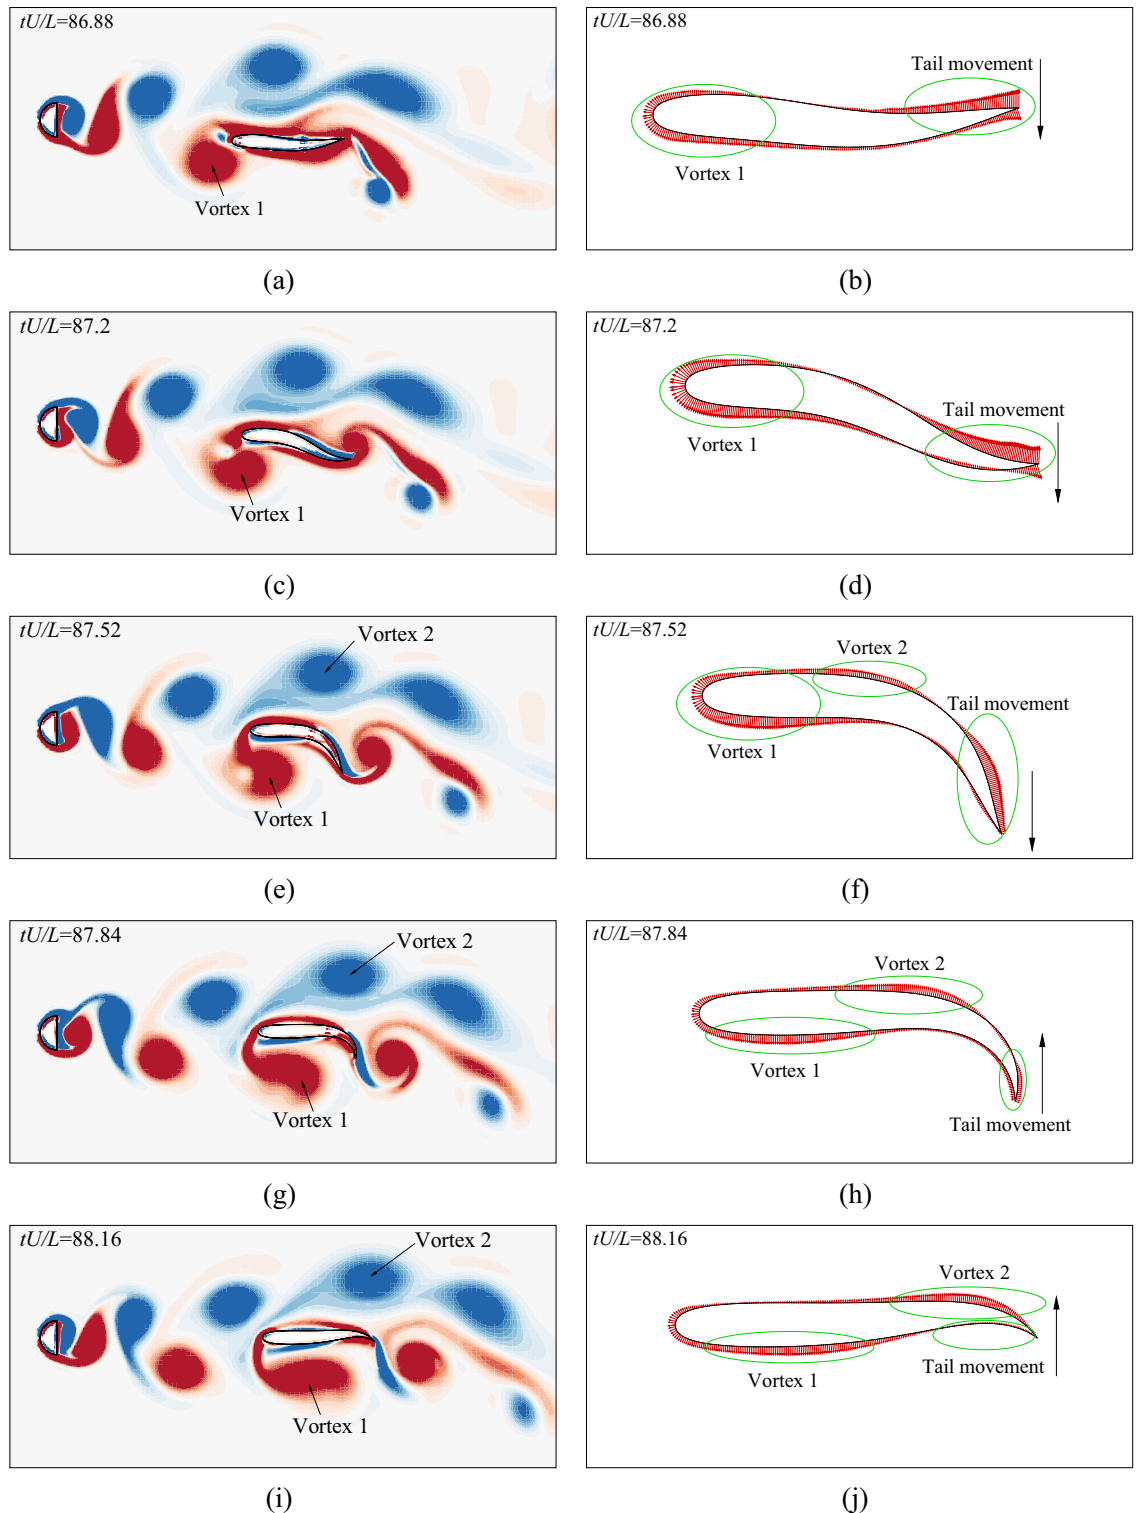 tU/L=86.88
Vortex 1
(a)
tU/L=86.88
Tail movement
Vortex 1
(b)
tU/L=87.2
Vortex 1
(c)
tU/L=87.2
Tail movement
Vortex 1
(d)
tU/L=87.52
Vortex 2
Vortex 1
(e)
tU/L=87.52
Vortex 2
Tail movement
Vortex 1
(f)
tU/L=87.84
Vortex 2
Vortex 1
(g)
tU/L=87.84
Vortex 2
Vortex 1
Tail movement
(h)
tU/L=88.16
Vortex 2
Vortex 1
(i)
tU/L=88.16
Vortex 2
Tail movement
Vortex 1
(j)